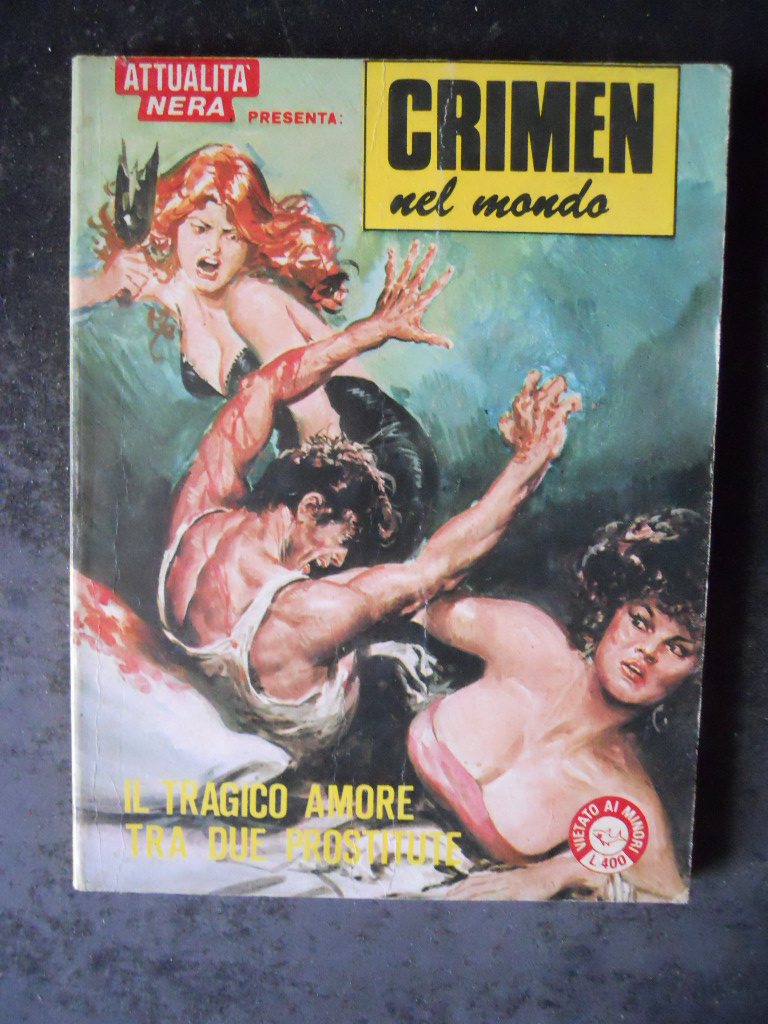 ATTUALITA'
NERA
PRESENTA:
CRIMEN
nel mondo
IL TRAGICO AMORE
TRA DUE PROSTITUTE
VIETATO AI MINORI
L.400